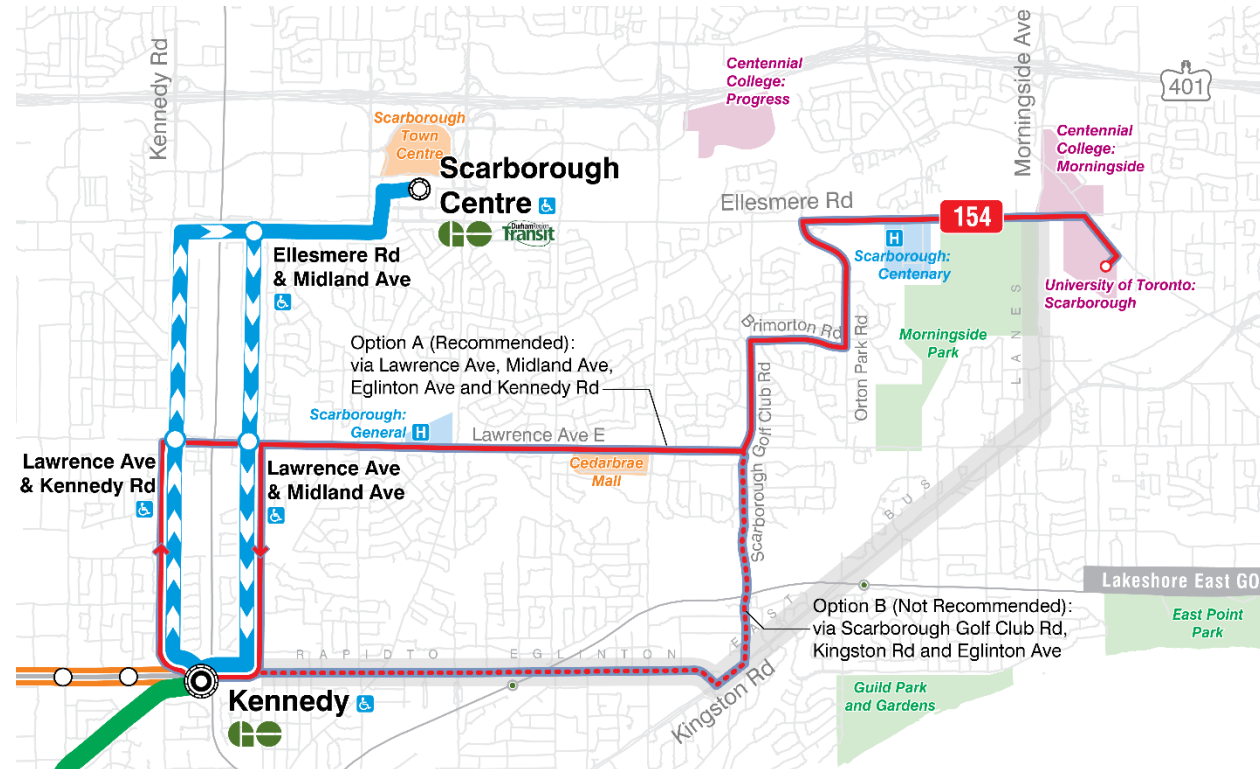 Kennedy Rd
Morningside Ave
401
Centennial
College:
Progress
Scarborough
Town
Centre
Centennial
College:
Morningside
Scarborough
Centre
GO
DurhamRegion
Transit
Ellesmere Rd
154
H
Scarborough:
Centenary
University of Toronto:
Scarborough
Ellesmere Rd
& Midland Ave
Morningside
Park
Brimorton Rd
Orton Park Rd
LANES
Option A (Recommended):
via Lawrence Ave, Midland Ave,
Eglinton Ave and Kennedy Rd
Scarborough:
General
H
Lawrence Ave E
Scarborough Golf Club Rd
Lawrence Ave
& Kennedy Rd
Lawrence Ave
& Midland Ave
Cedarbrae
Mall
BUS
Lakeshore East GO
Option B (Not Recommended):
via Scarborough Golf Club Rd,
Kingston Rd and Eglinton Ave
East Point
Park
RAPIDTO EGLINTON EAST
Kennedy
GO
Kingston Rd
Guild Park
and Gardens